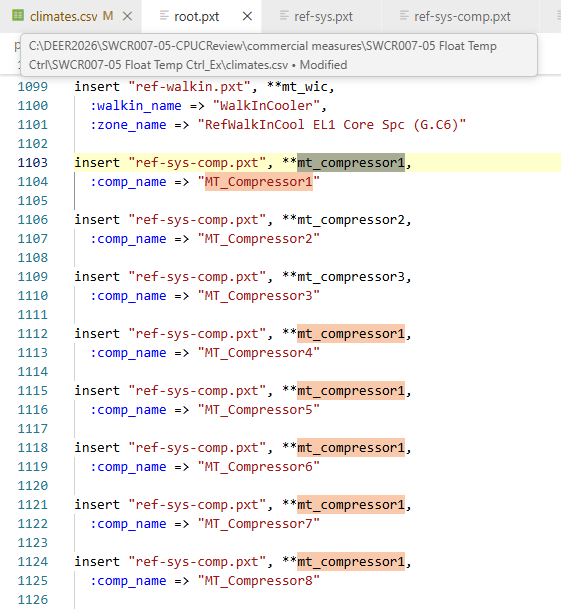 climates.csv M
root.pxt
ref-sys.pxt
ref-sys-comp.pxt
C:\DEER2026\SWCR007-05-CPUCReview\commercial measures\SWCR007-05 Float Temp
Ctrl\SWCR007-05 Float Temp Ctrl_Ex\climates.csv • Modified
1099 insert "ref-walkin.pxt", **mt_wic,
1100 :walkin_name => "WalkInCooler",
1101 :zone_name => "RefWalkInCool EL1 Core Spc (G.C6)"
1102
1103 insert "ref-sys-comp.pxt", **mt_compressor1,
1104 :comp_name => "MT_Compressor1"
1105
1106 insert "ref-sys-comp.pxt", **mt_compressor2,
1107 :comp_name => "MT_Compressor2"
1108
1109 insert "ref-sys-comp.pxt", **mt_compressor3,
1110 :comp_name => "MT_Compressor3"
1111
1112 insert "ref-sys-comp.pxt", **mt_compressor1,
1113 :comp_name => "MT_Compressor4"
1114
1115 insert "ref-sys-comp.pxt", **mt_compressor1,
1116 :comp_name => "MT_Compressor5"
1117
1118 insert "ref-sys-comp.pxt", **mt_compressor1,
1119 :comp_name => "MT_Compressor6"
1120
1121 insert "ref-sys-comp.pxt", **mt_compressor1,
1122 :comp_name => "MT_Compressor7"
1123
1124 insert "ref-sys-comp.pxt", **mt_compressor1,
1125 :comp_name => "MT_Compressor8"
1126